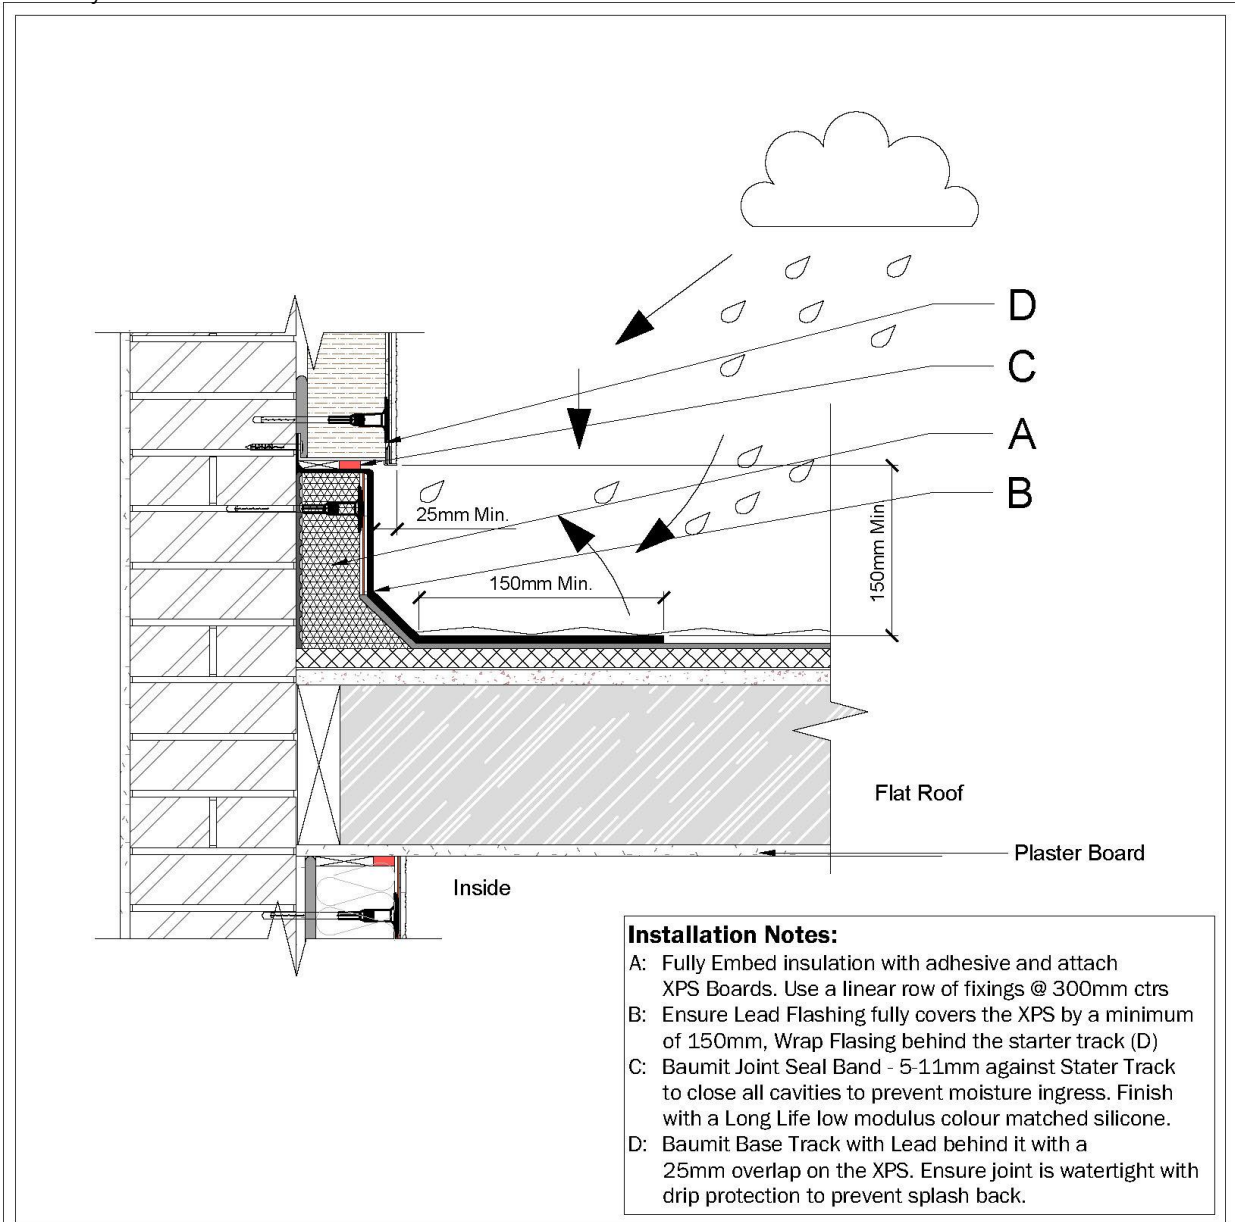 D
C
A
B
25mm Min.
150mm Min.
150mm Min.
Flat Roof
Plaster Board
Inside
Installation Notes:
A: Fully Embed insulation with adhesive and attach
XPS Boards. Use a linear row of fixings @ 300mm ctrs
B: Ensure Lead Flashing fully covers the XPS by a minimum
of 150mm, Wrap Flasing behind the starter track (D)
C: Baumit Joint Seal Band - 5-11mm against Stater Track
to close all cavities to prevent moisture ingress. Finish
with a Long Life low modulus colour matched silicone.
D: Baumit Base Track with Lead behind it with a
25mm overlap on the XPS. Ensure joint is watertight with
drip protection to prevent splash back.